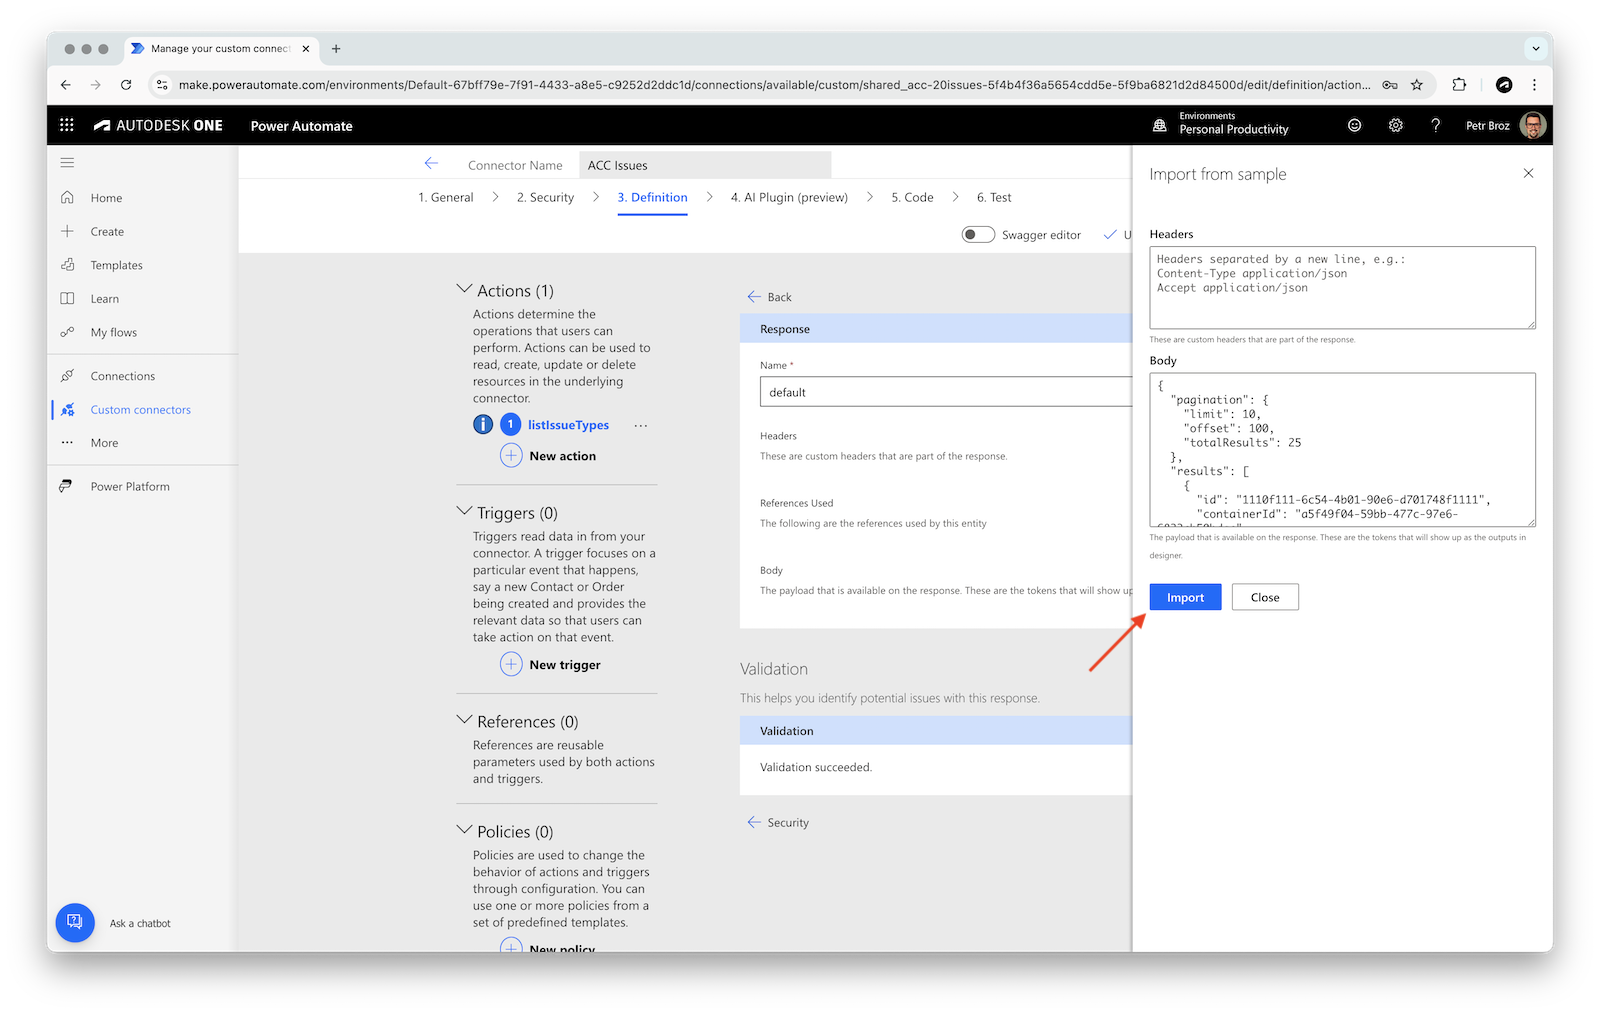 Manage your custom connect
make.powerautomate.com/environments/Default-67bff79e-7f91-4433-a8e5-c9252d2ddc1d/connections/available/custom/shared_acc-20issues-5f4b4f36a5654cdd5e-5f9ba6821d2d84500d/edit/definition/action...
AUTODESK ONE
Power Automate
Environments
Personal Productivity
Petr Broz
Home
Create
Templates
Learn
My flows
Connections
Custom connectors
More
Power Platform
Ask a chatbot
Connector Name
ACC Issues
1. General
2. Security
3. Definition
4. AI Plugin (preview)
5. Code
6. Test
Swagger editor
U
Actions (1)
Actions determine the
operations that users can
perform. Actions can be used to
read, create, update or delete
resources in the underlying
connector.
1
listIssueTypes
...
New action
Triggers (0)
Triggers read data in from your
connector. A trigger focuses on a
particular event that happens,
say a new Contact or Order
being created and provides the
relevant data so that users can
take action on that event.
New trigger
References (0)
References are reusable
parameters used by both actions
and triggers.
Policies (0)
Policies are used to change the
behavior of actions and triggers
through configuration. You can
use one or more policies from a
set of predefined templates.
New policy
Back
Response
Name *
default
Headers
These are custom headers that are part of the response.
References Used
The following are the references used by this entity
Body
The payload that is available on the response. These are the tokens that will show up
Validation
This helps you identify potential issues with this response.
Validation
Validation succeeded.
Security
Import from sample
Headers
Headers separated by a new line, e.g.:
Content-Type application/json
Accept application/json
These are custom headers that are part of the response.
Body
{
"pagination": {
"limit": 10,
"offset": 100,
"totalResults": 25
},
"results": [
{
"id": "1110f111-6c54-4b01-90e6-d701748f1111",
"containerId": "a5f49f04-59bb-477c-97e6-
The payload that is available on the response. These are the tokens that will show up as the outputs in
designer.
Import
Close